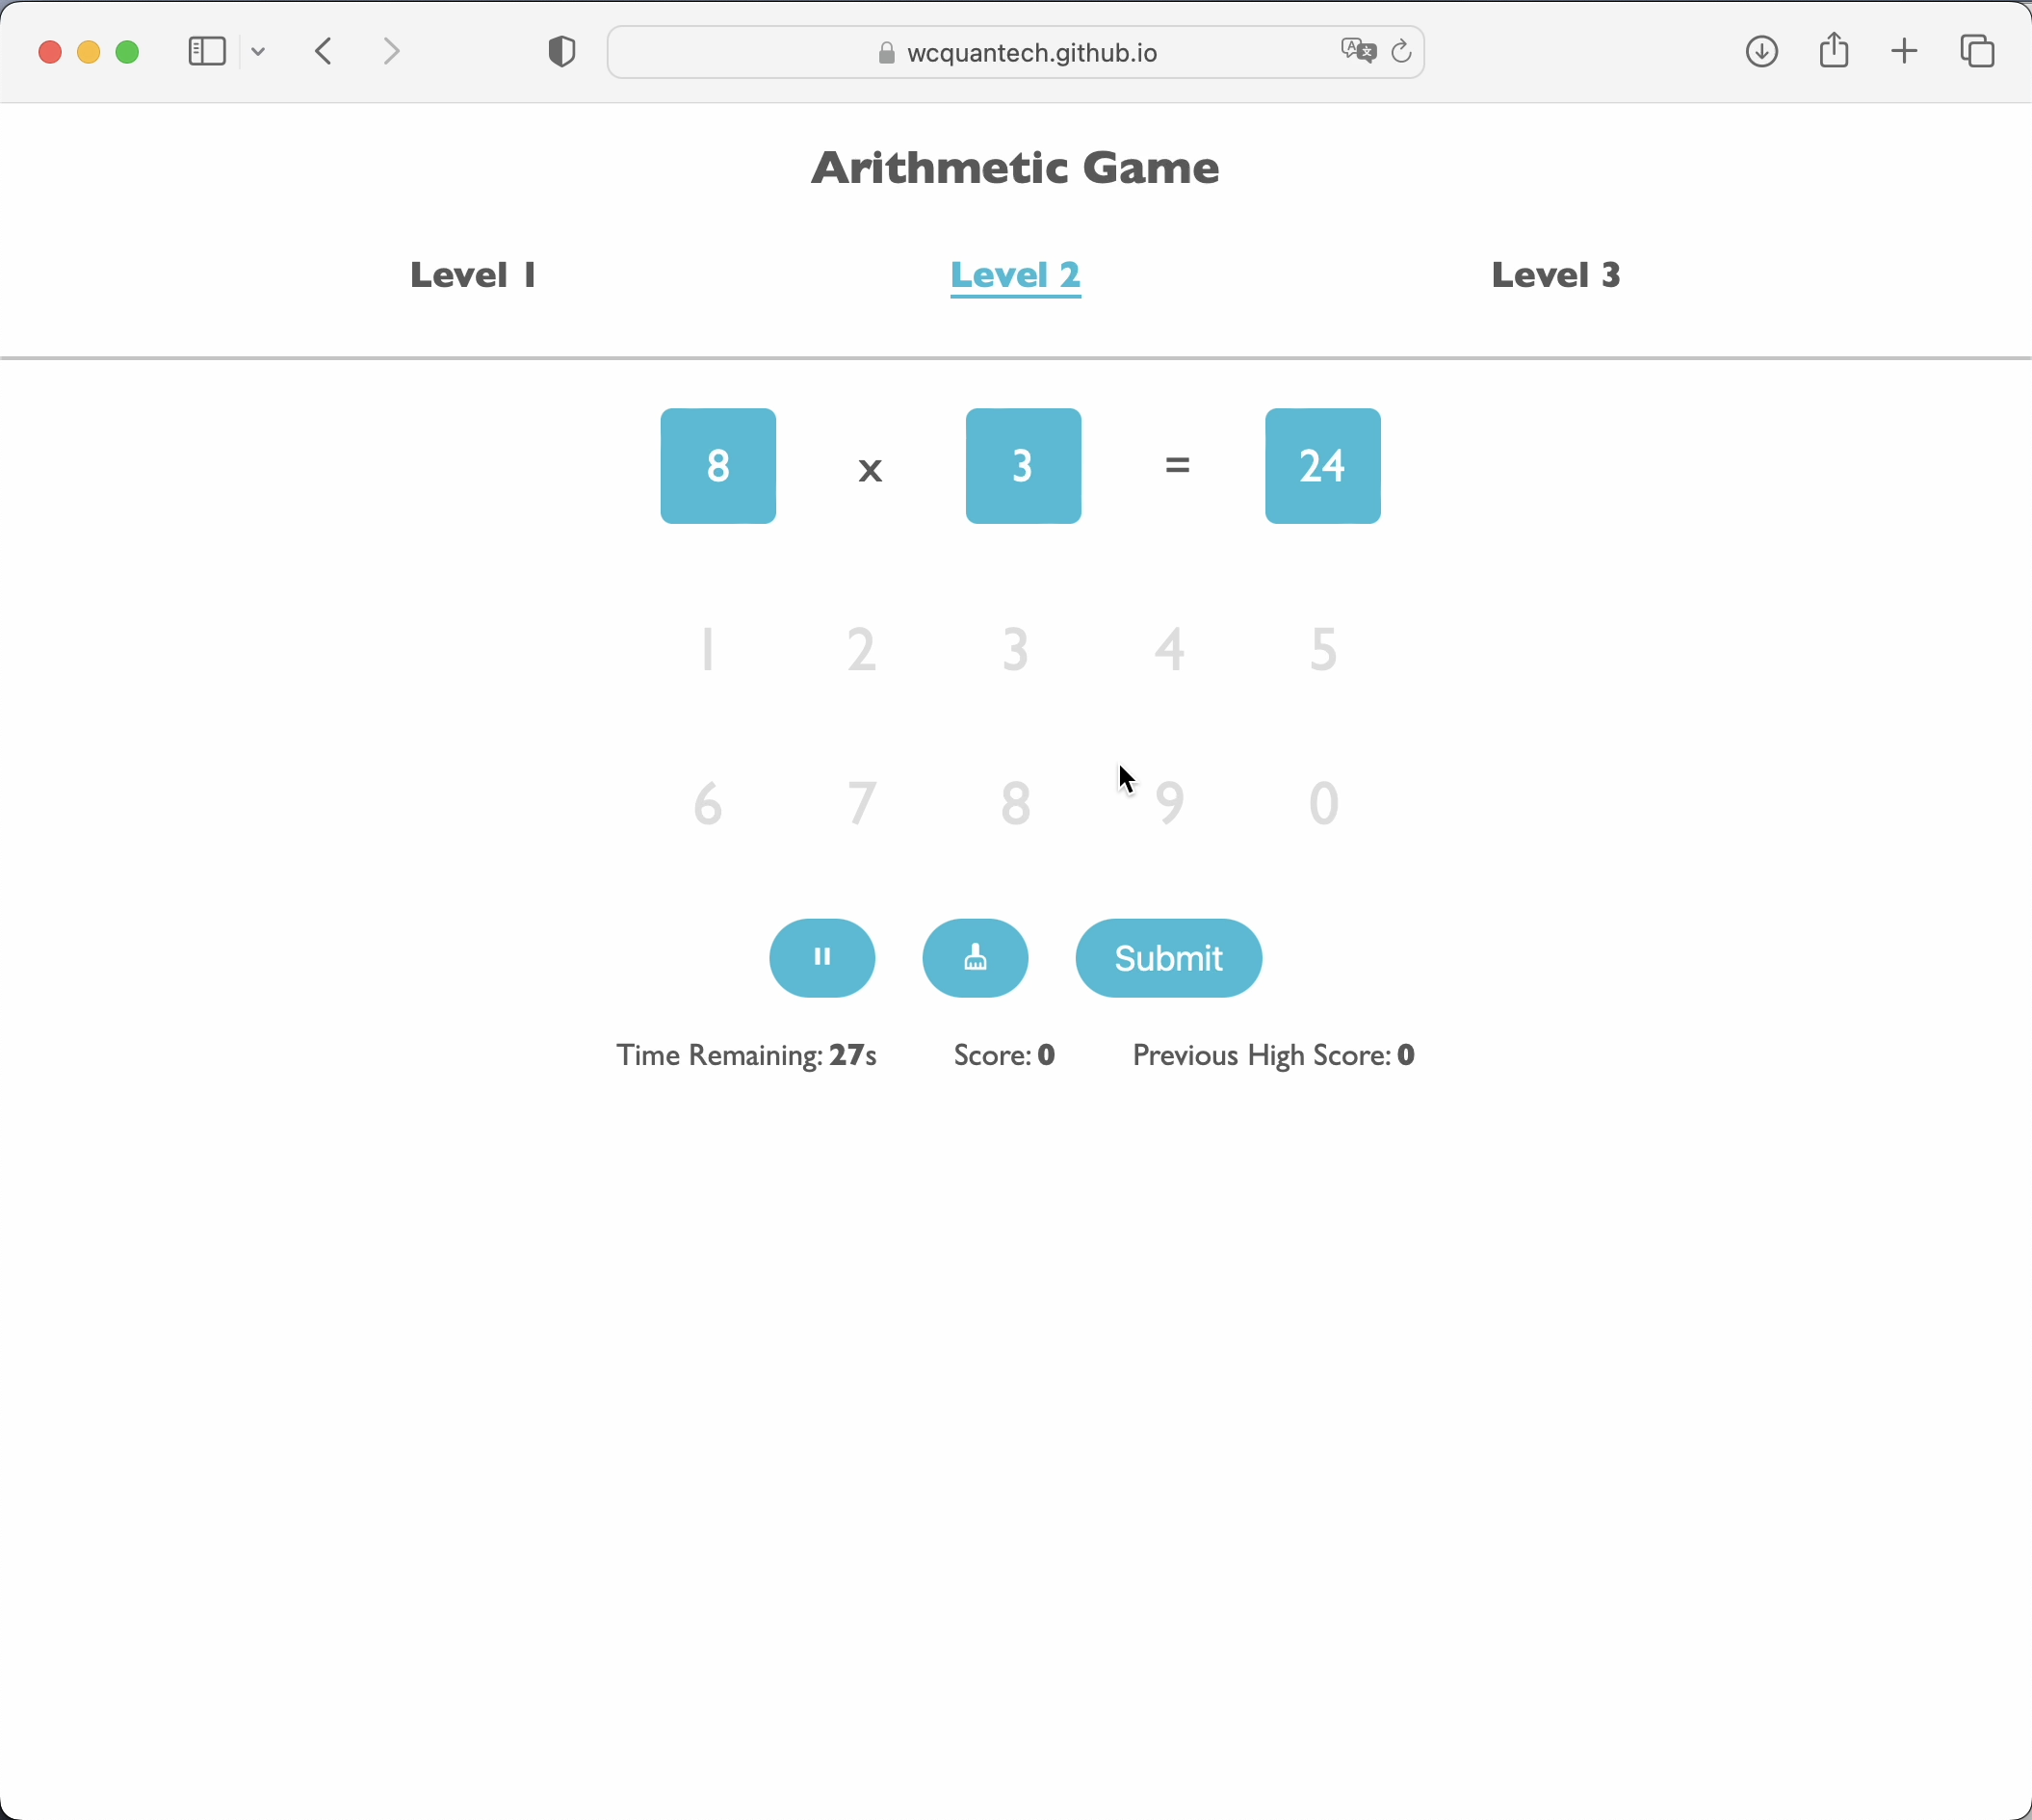 wcquantech.github.io
Arithmetic Game
Level 1 Level 2 Level 3
8 x 3 = 24
1 2 3 4 5
6 7 8 9 0
Submit
Time Remaining: 27s Score: 0 Previous High Score: 0